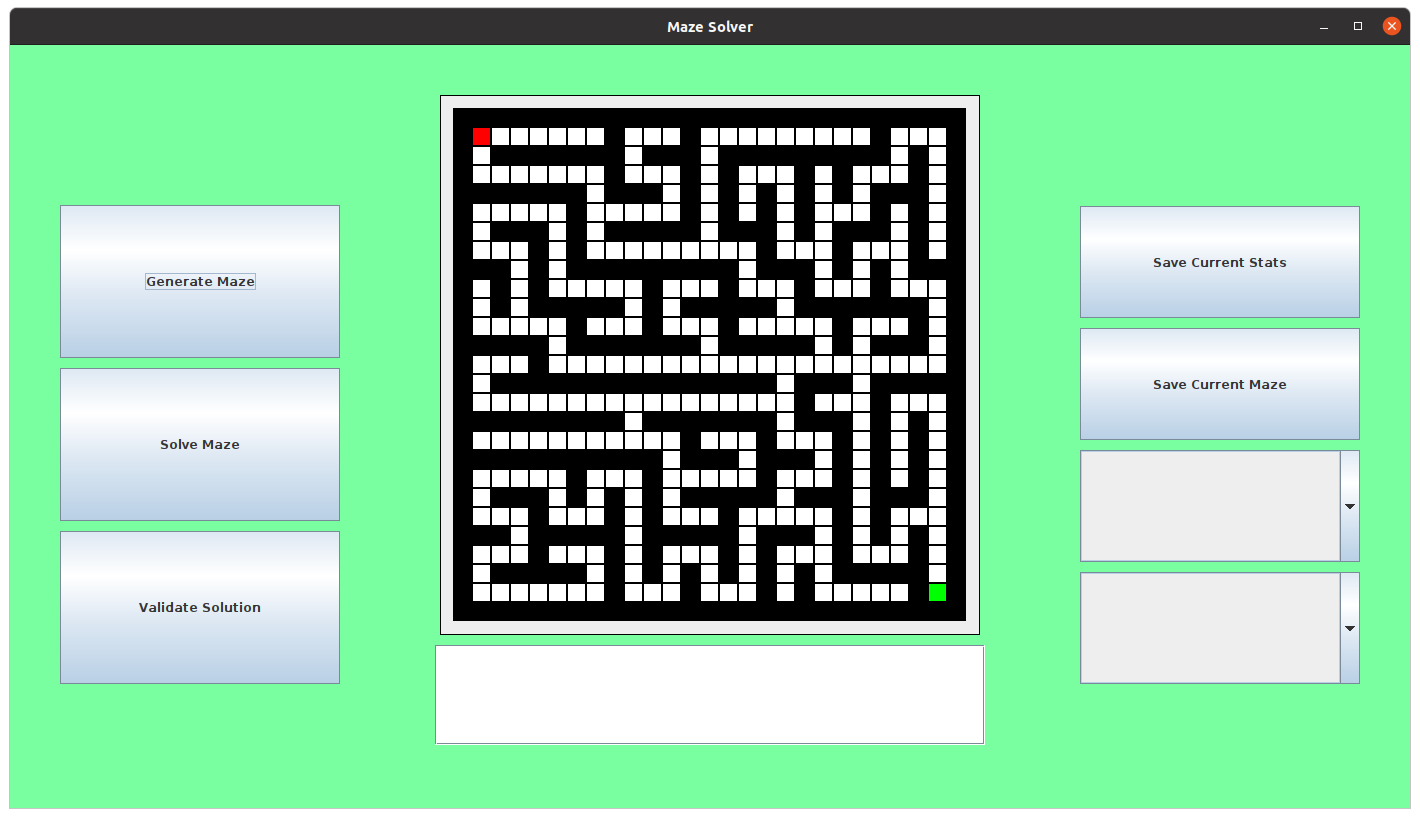 Maze Solver
Generate Maze
Solve Maze
Validate Solution
Save Current Stats
Save Current Maze